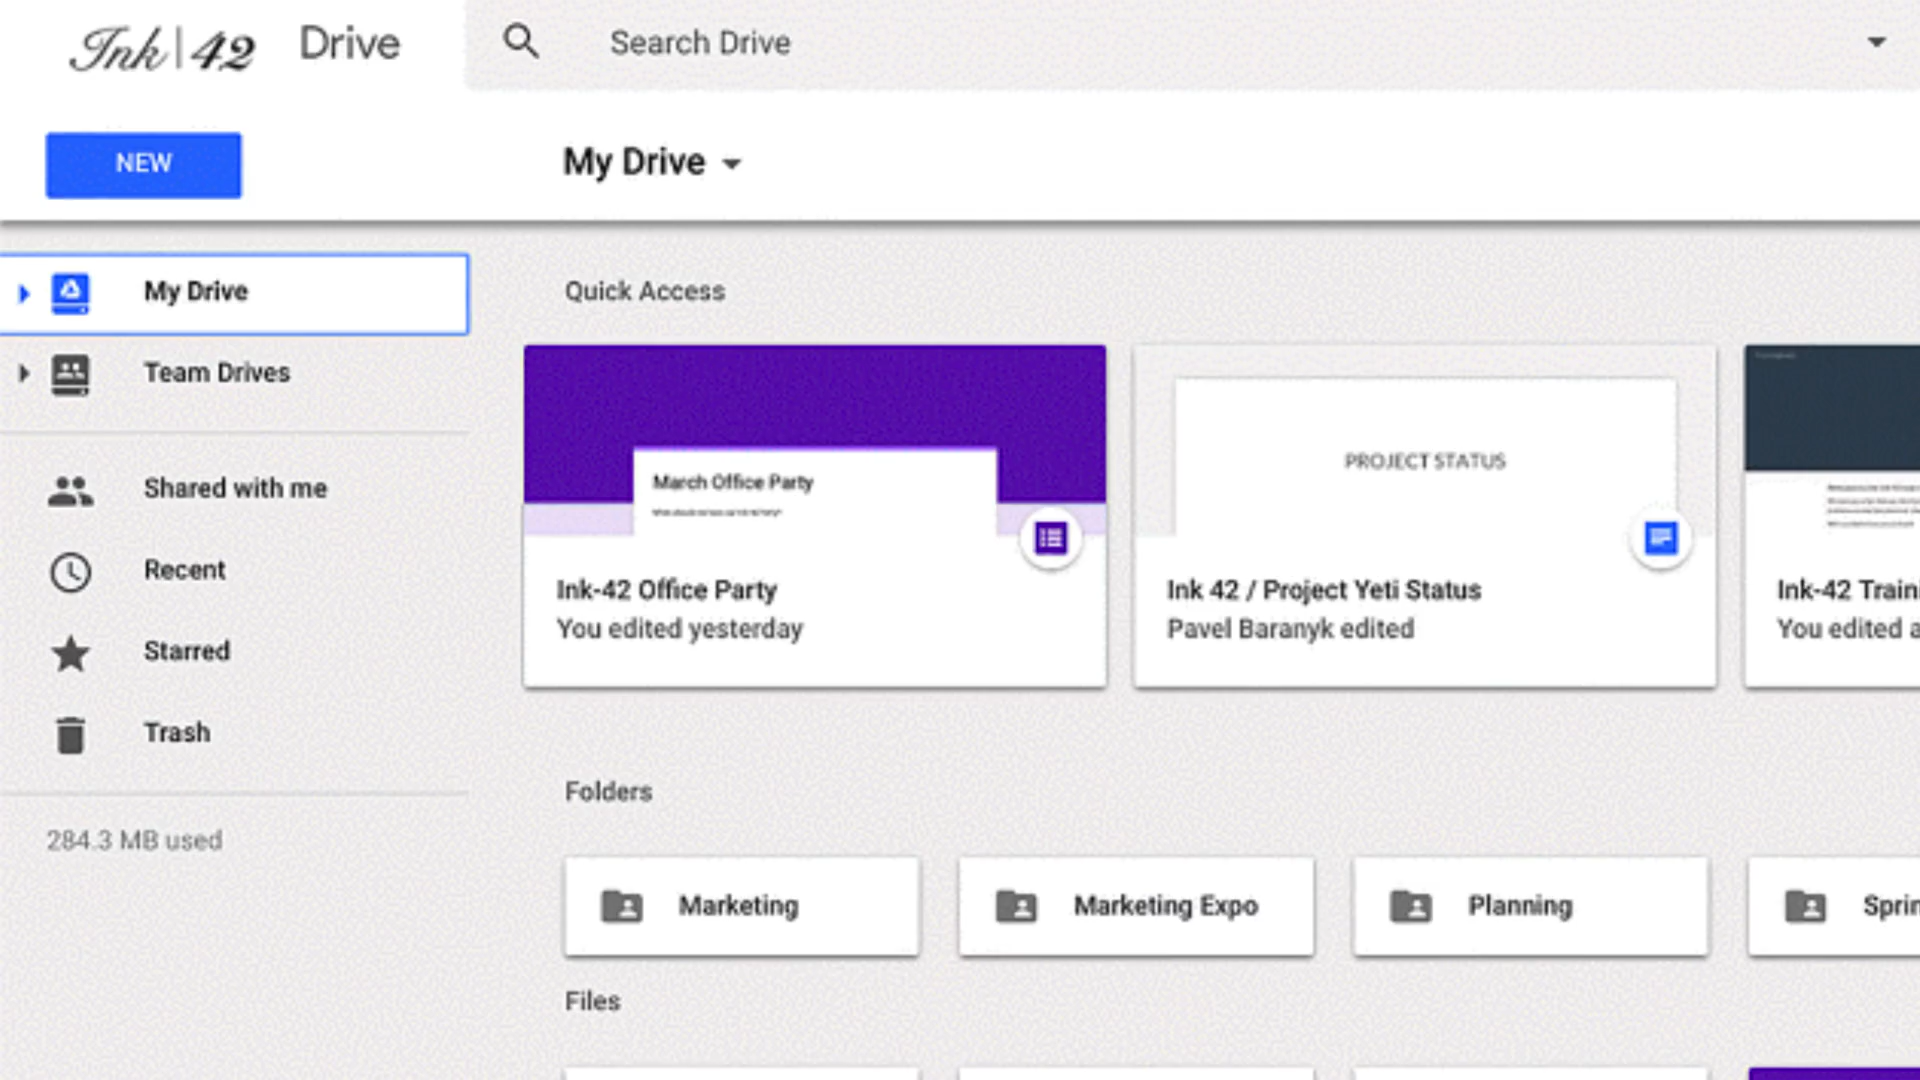 Ink|42 Drive
Search Drive
NEW
My Drive
My Drive
Team Drives
Shared with me
Recent
Starred
Trash
284.3 MB used
Quick Access
March Office Party
Ink-42 Office Party
You edited yesterday
PROJECT STATUS
Ink 42 / Project Yeti Status
Pavel Baranyk edited
Ink-42
You edited
Folders
Marketing
Marketing Expo
Planning
Files